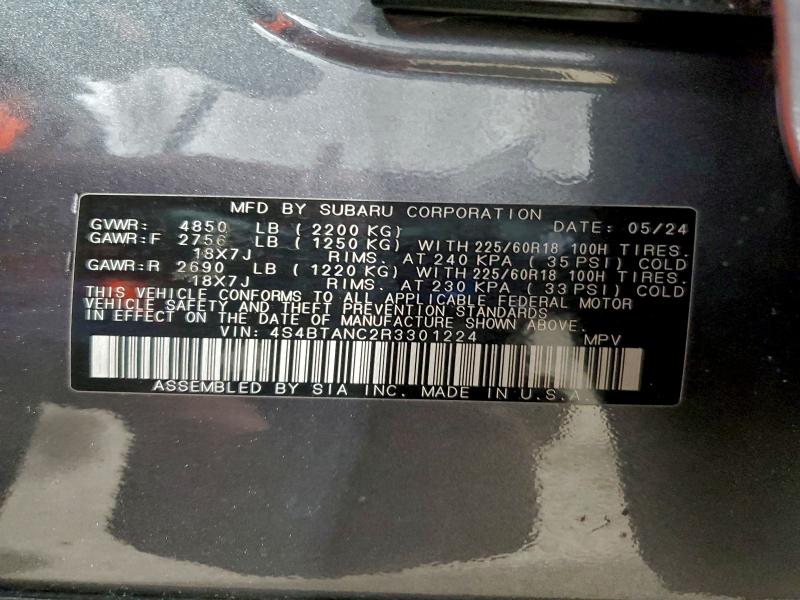 MFD BY SUBARU CORPORATION DATE: 05/24
GVWR: 4850 LB (2200 KG)
GAWR:F 2756 LB (1250 KG) WITH 225/60R18 100H TIRES.
18X7J RIMS. AT 240 KPA (35 PSI) COLD
GAWR:R 2690 LB (1220 KG) WITH 225/60R18 100H TIRES.
18X7J RIMS. AT 230 KPA (33 PSI) COLD
THIS VEHICLE CONFORMS TO ALL APPLICABLE FEDERAL MOTOR
VEHICLE SAFETY AND THEFT PREVENTION STANDARDS
IN EFFECT ON THE DATE OF MANUFACTURE SHOWN ABOVE.
VIN: 4S4BTANC2R3301224 MPV
ASSEMBLED BY SIA INC. MADE IN U.S.A.